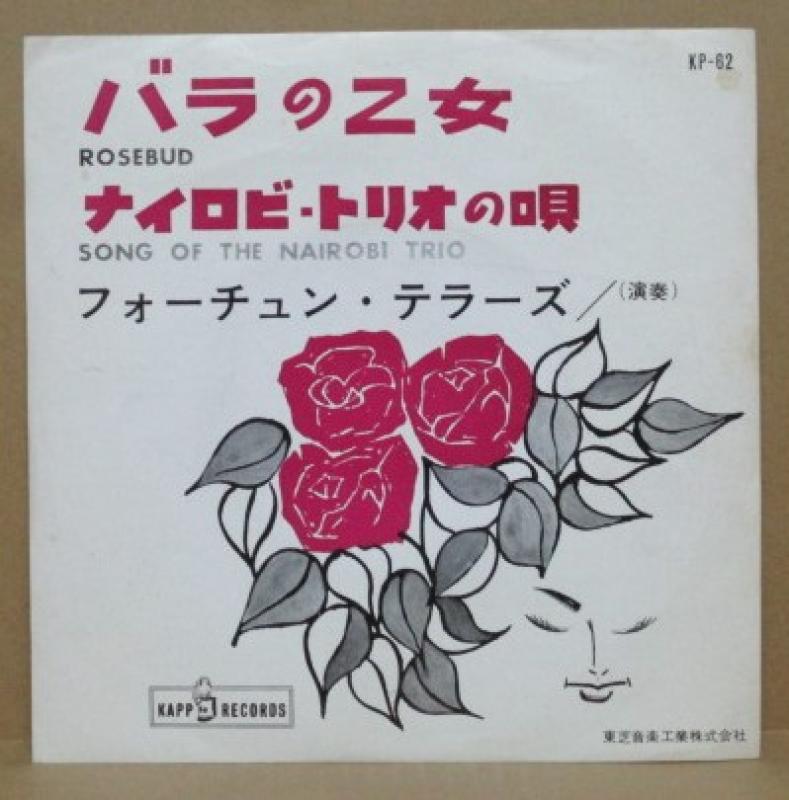 KP-62
バラの乙女
ROSEBUD
ナイロビ・トリオの唄
SONG OF THE NAIROBI TRIO
フォーチュン・テラーズ/(演奏)
KAPP RECORDS
東芝音楽工業株式会社